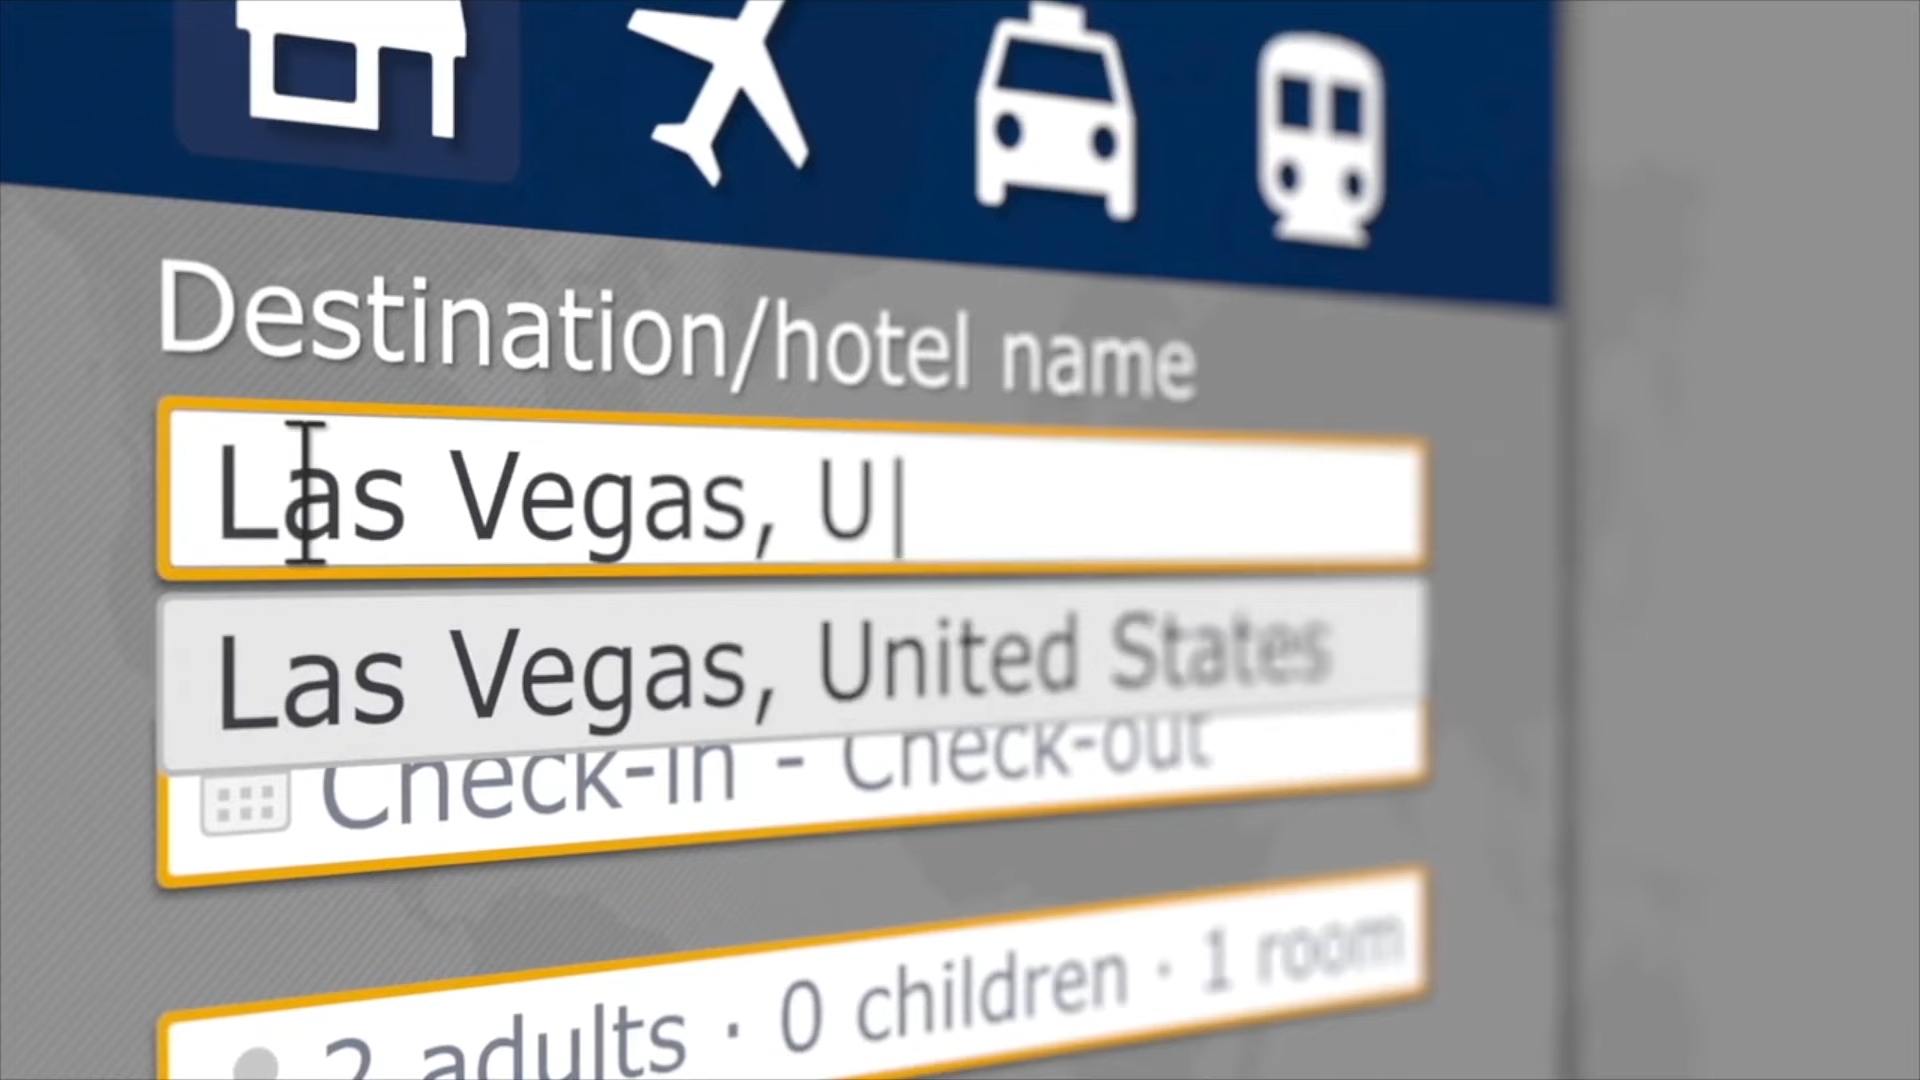 Destination/hotel name
Las Vegas, U
Las Vegas, United States
Check-in - Check-out
2 adults · 0 children · 1 room